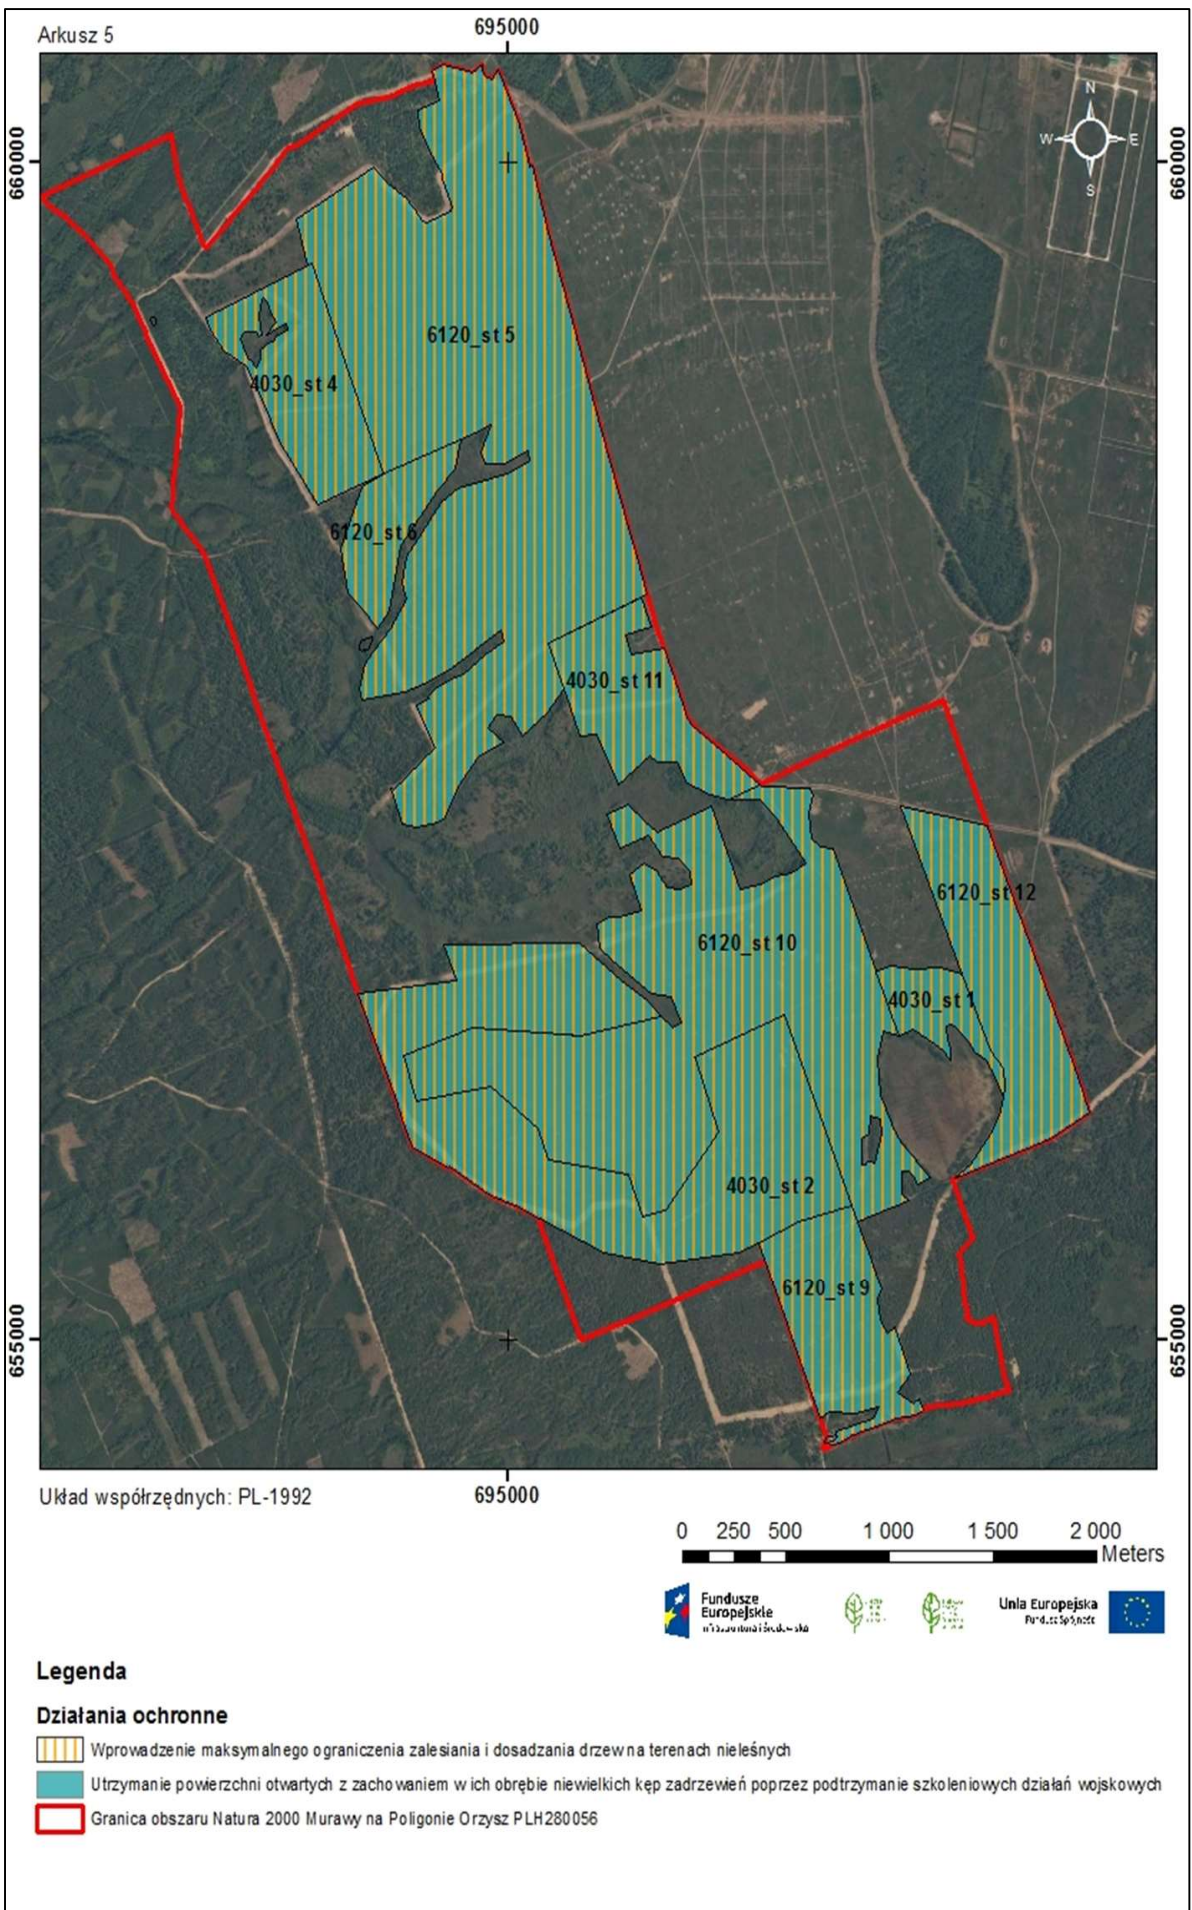 Arkusz 5
695000
660000
660000
N
W
E
S
6120_st 5
4030_st 4
6120_st 6
4030_st 11
6120_st 12
6120_st 10
4030_st 1
4030_st 2
6120_st 9
655000
655000
Układ współrzędnych: PL-1992
695000
0 250 500 1 000 1 500 2 000
Meters
Fundusze
Europejskie
Unia Europejska
Fundusz Spójności
Legenda
Działania ochronne
Wprowadzenie maksymalnego ograniczenia zalesiania i dosadzania drzew na terenach nieleśnych
Utrzymanie powierzchni otwartych z zachowaniem w ich obrębie niewielkich kęp zadrzewień poprzez podtrzymanie szkoleniowych działań wojskowych
Granica obszaru Natura 2000 Murawy na Poligonie Orzysz PLH280056